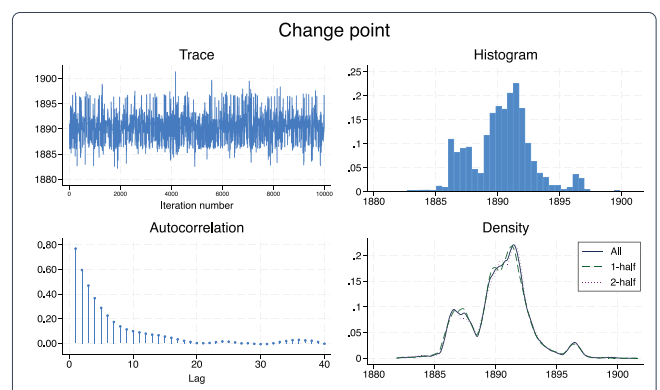 Change point
Trace
1900
1895
1890
1885
1880
0 2000 4000 6000 8000 10000
Iteration number
Histogram
.25
.2
.15
.1
.05
0
1880 1885 1890 1895 1900
Autocorrelation
0.80
0.60
0.40
0.20
0.00
0 10 20 30 40
Lag
Density
All
1-half
2-half
.2
.15
.1
.05
0
1880 1885 1890 1895 1900